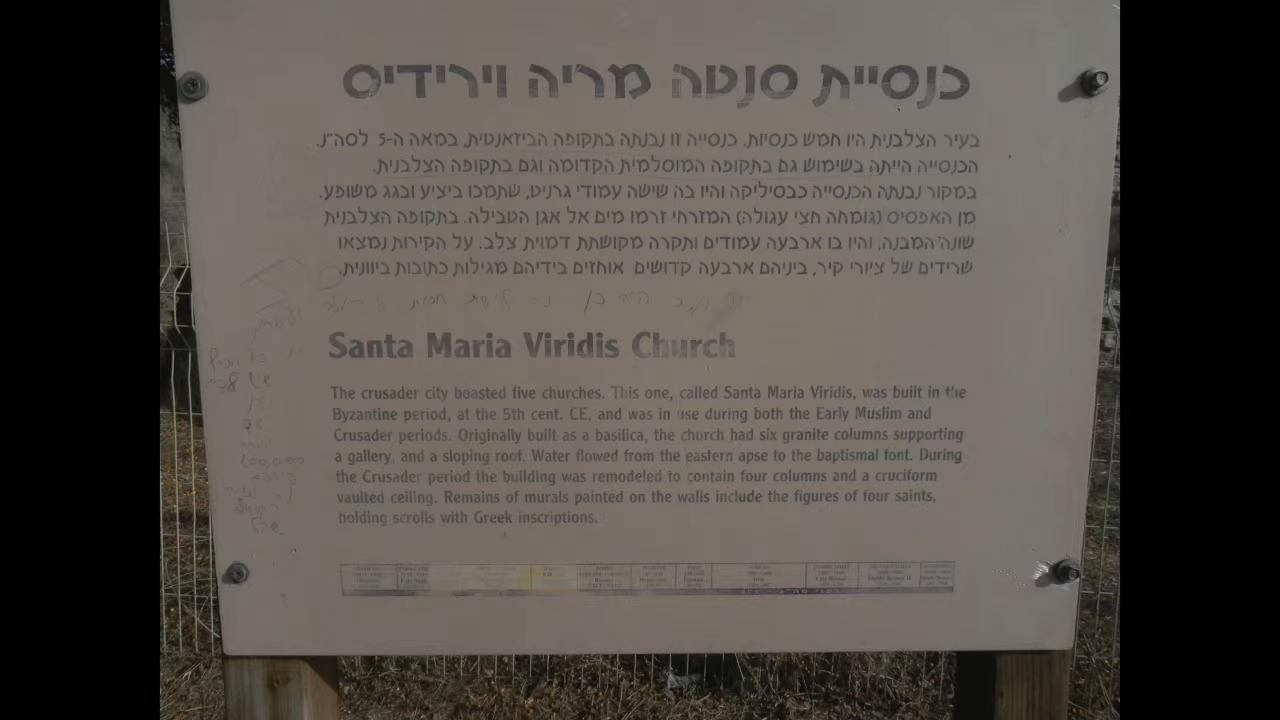 כנסיית סנטה מריה וירידיס
בעיר הצלבנית היו חמש כנסיות. כנסייה זו נבנתה בתקופה הביזאנטית, במאה ה-5 לסה״נ.
הכנסייה הייתה בשימוש גם בתקופה המוסלמית הקדומה וגם בתקופה הצלבנית.
במקור נבנתה הכנסייה כבסיליקה והיו בה שישה עמודי גרניט, שתמכו ביציע ובגג משופע.
מן האפסיס (גומחה חצי עגולה) המזרחי זרמו מים אל אגן הטבילה. בתקופה הצלבנית
שונה המבנה, והיו בו ארבעה עמודים ותקרה מקושתת דמוית צלב. על הקירות נמצאו
שרידים של ציורי קיר, ביניהם ארבעה קדושים אוחזים בידיהם מגילות כתובות ביוונית.
Santa Maria Viridis Church
The crusader city boasted five churches. This one, called Santa Maria Viridis, was built in the
Byzantine period, at the 5th cent. CE, and was in use during both the Early Muslim and
Crusader periods. Originally built as a basilica, the church had six granite columns supporting
a gallery, and a sloping roof. Water flowed from the eastern apse to the baptismal font. During
the Crusader period the building was remodeled to contain four columns and a cruciform
vaulted ceiling. Remains of murals painted on the walls include the figures of four saints,
holding scrolls with Greek inscriptions.